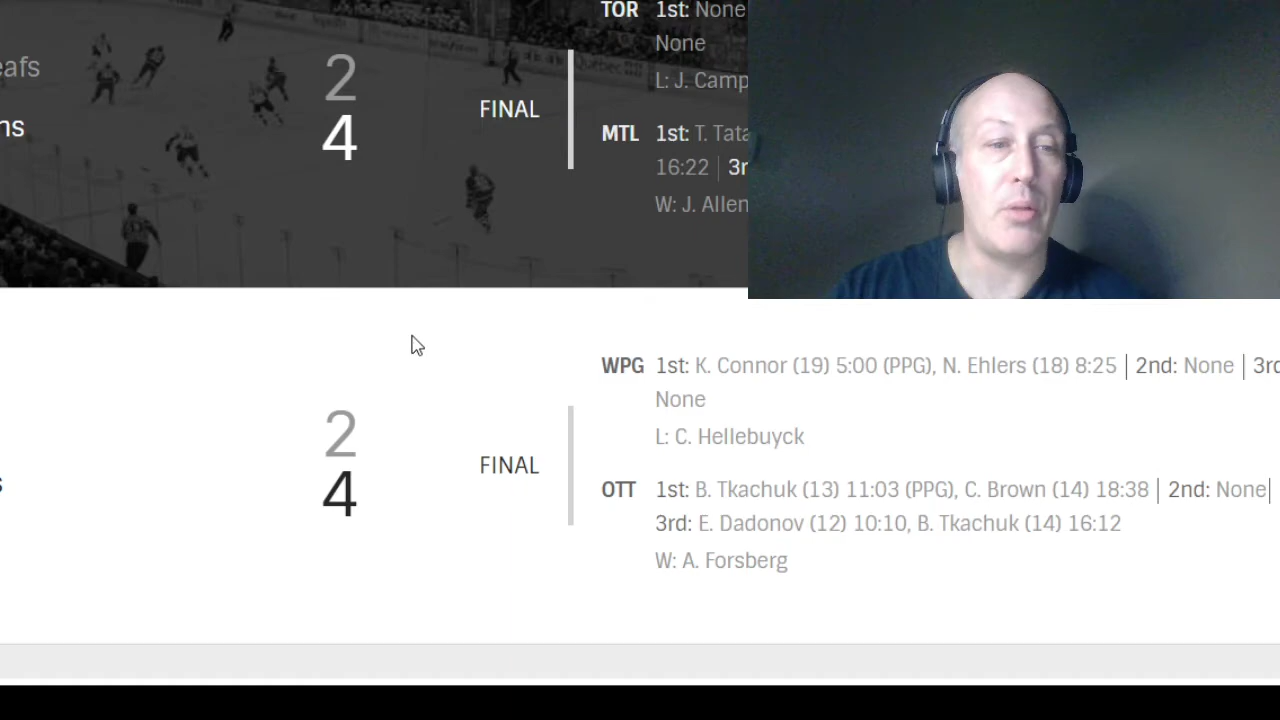 TOR 1st: None
eafs 2 None
FINAL L: J. Camp
ns 4 MTL 1st: T. Tata
16:22 | 3r
W: J. Allen
WPG 1st: K. Connor (19) 5:00 (PPG), N. Ehlers (18) 8:25 | 2nd: None | 3rd
None
2 L: C. Hellebuyck
FINAL
4 OTT 1st: B. Tkachuk (13) 11:03 (PPG), C. Brown (14) 18:38 | 2nd: None|
3rd: E. Dadonov (12) 10:10, B. Tkachuk (14) 16:12
W: A. Forsberg